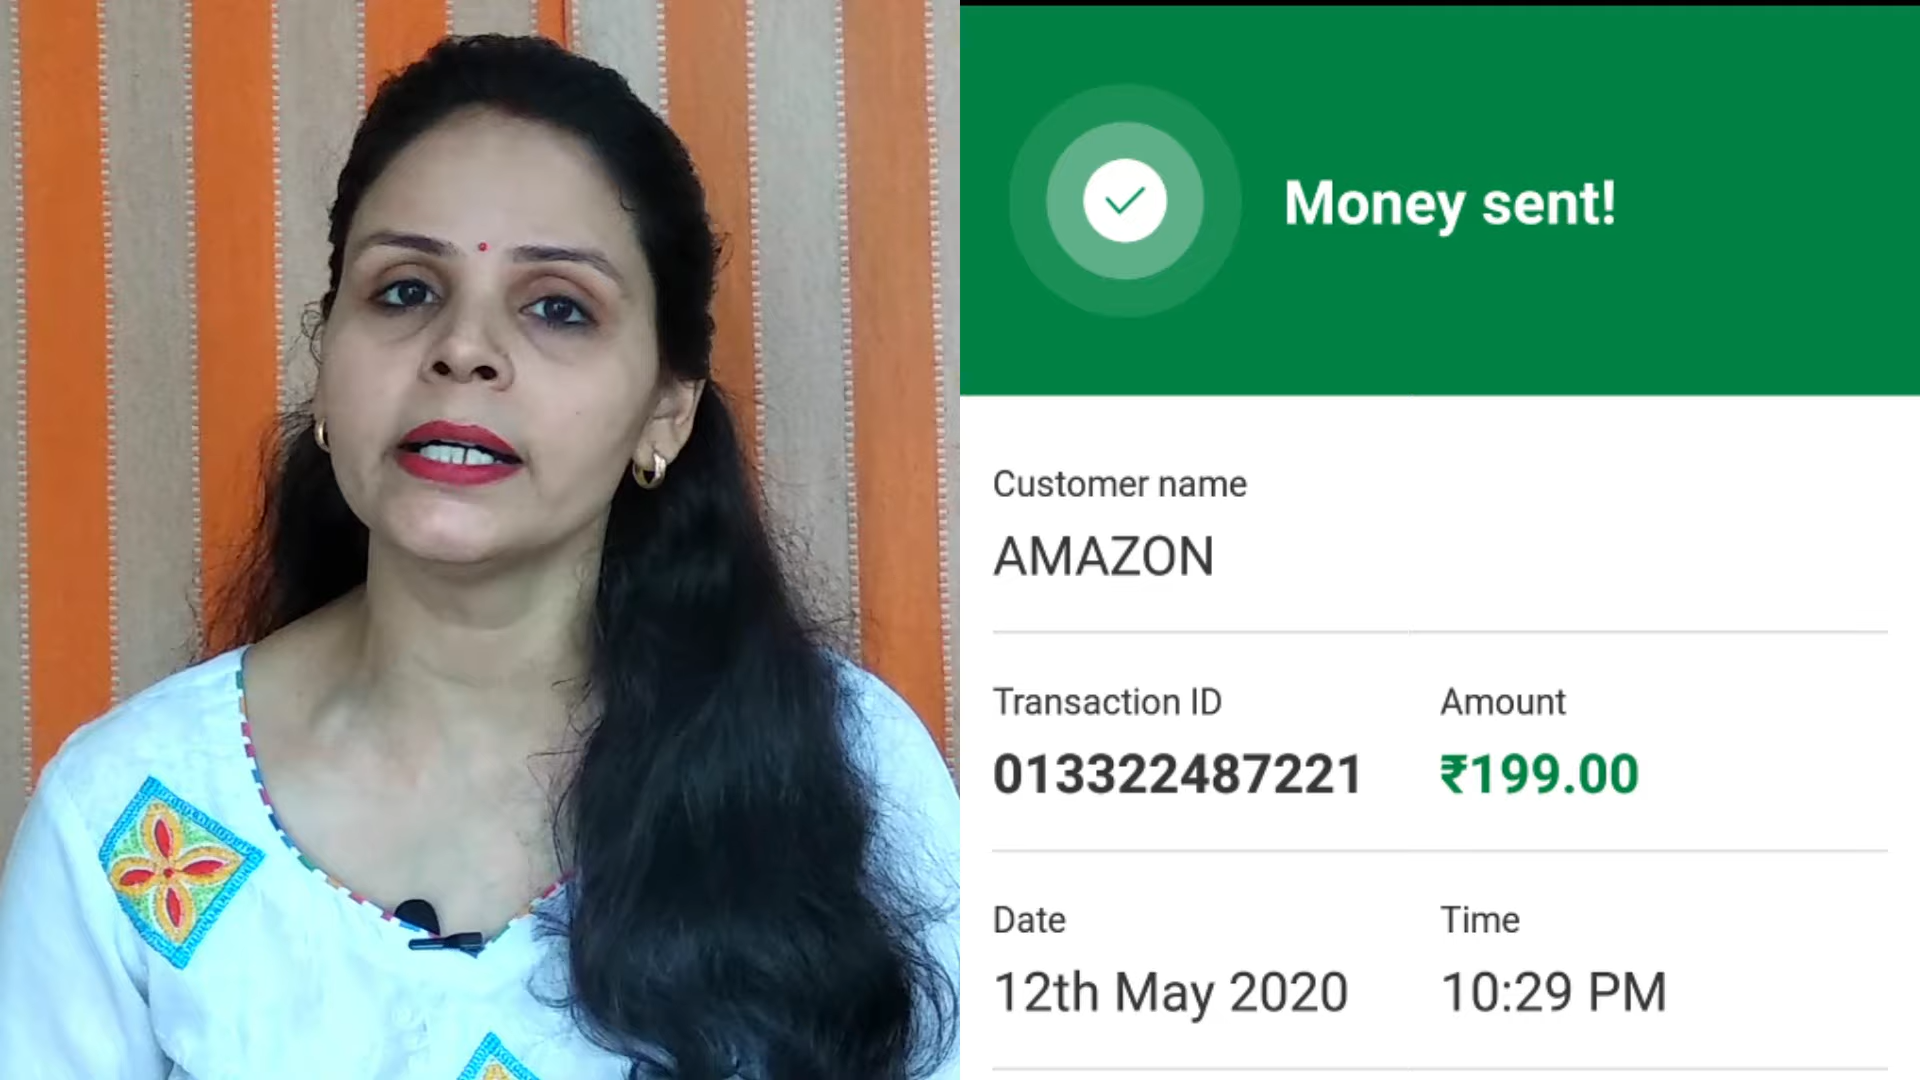 Money sent!
Customer name
AMAZON
Transaction ID
Amount
013322487221
₹199.00
Date
Time
12th May 2020
10:29 PM